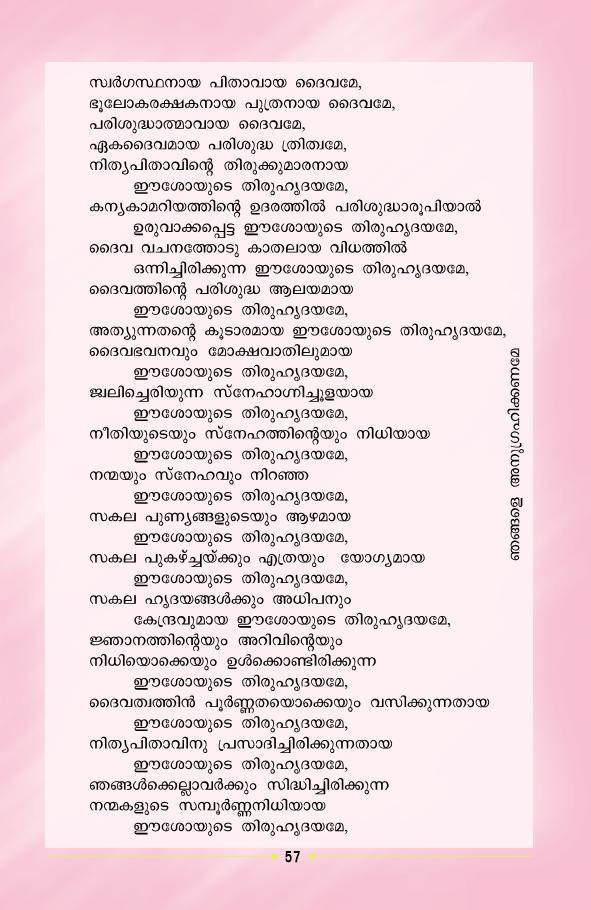 സ്വർഗസ്ഥനായ പിതാവായ ദൈവമേ,
ഭൂലോകരക്ഷകനായ പുത്രനായ ദൈവമേ,
പരിശുദ്ധാത്മാവായ ദൈവമേ,
ഏകദൈവമായ പരിശുദ്ധ ത്രിത്വമേ,
നിത്യപിതാവിന്റെ തിരുക്കുമാരനായ
ഈശോയുടെ തിരുഹൃദയമേ,
കന്യകാമറിയത്തിന്റെ ഉദരത്തിൽ പരിശുദ്ധാരൂപിയാൽ
ഉരുവാക്കപ്പെട്ട ഈശോയുടെ തിരുഹൃദയമേ,
ദൈവ വചനത്തോടു കാതലായ വിധത്തിൽ
ഒന്നിച്ചിരിക്കുന്ന ഈശോയുടെ തിരുഹൃദയമേ,
ദൈവത്തിന്റെ പരിശുദ്ധ ആലയമായ
ഈശോയുടെ തിരുഹൃദയമേ,
അത്യുന്നതന്റെ കൂടാരമായ ഈശോയുടെ തിരുഹൃദയമേ,
ദൈവഭവനവും മോക്ഷവാതിലുമായ
ഈശോയുടെ തിരുഹൃദയമേ,
ജ്വലിച്ചെരിയുന്ന സ്നേഹാഗ്നിച്ചൂളയായ
ഈശോയുടെ തിരുഹൃദയമേ,
നീതിയുടെയും സ്നേഹത്തിന്റെയും നിധിയായ
ഈശോയുടെ തിരുഹൃദയമേ,
നന്മയും സ്നേഹവും നിറഞ്ഞ
ഈശോയുടെ തിരുഹൃദയമേ,
സകല പുണ്യങ്ങളുടെയും ആഴമായ
ഈശോയുടെ തിരുഹൃദയമേ,
സകല പുകഴ്ച്ചയ്ക്കും എത്രയും യോഗ്യമായ
ഈശോയുടെ തിരുഹൃദയമേ,
സകല ഹൃദയങ്ങൾക്കും അധിപനും
കേന്ദ്രവുമായ ഈശോയുടെ തിരുഹൃദയമേ,
ജ്ഞാനത്തിന്റെയും അറിവിന്റെയും
നിധിയൊക്കെയും ഉൾക്കൊണ്ടിരിക്കുന്ന
ഈശോയുടെ തിരുഹൃദയമേ,
ദൈവത്വത്തിൻ പൂർണ്ണതയൊക്കെയും വസിക്കുന്നതായ
ഈശോയുടെ തിരുഹൃദയമേ,
നിത്യപിതാവിനു പ്രസാദിച്ചിരിക്കുന്നതായ
ഈശോയുടെ തിരുഹൃദയമേ,
ഞങ്ങൾക്കെല്ലാവർക്കും സിദ്ധിച്ചിരിക്കുന്ന
നന്മകളുടെ സമ്പൂർണ്ണനിധിയായ
ഈശോയുടെ തിരുഹൃദയമേ,
ഞങ്ങളെ അനുഗ്രഹിക്കണമേ
57